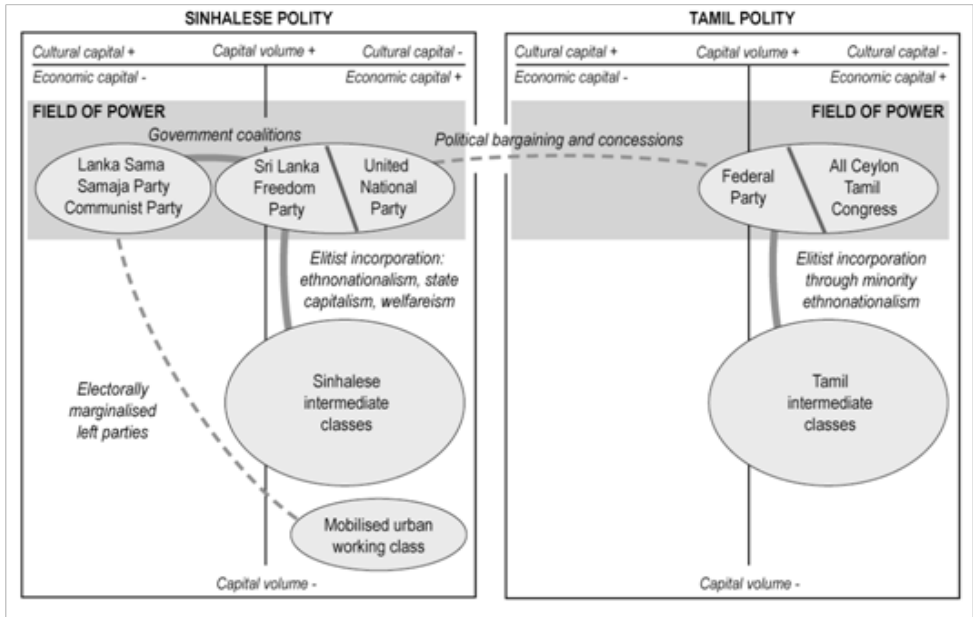 SINHALESE POLITY
Cultural capital +
Capital volume +
Cultural capital -
Economic capital -
Economic capital +
FIELD OF POWER
Government coalitions
Lanka Sama
Samaja Party
Communist Party
Sri Lanka
Freedom
Party
United
National
Party
Political bargaining and concessions
Elitist incorporation:
ethnonationalism, state
capitalism, welfareism
Sinhalese
intermediate
classes
Electorally
marginalised
left parties
Mobilised urban
working class
Capital volume -
TAMIL POLITY
Cultural capital +
Capital volume +
Cultural capital -
Economic capital -
Economic capital +
FIELD OF POWER
Federal
Party
All Ceylon
Tamil
Congress
Elitist incorporation
through minority
ethnonationalism
Tamil
intermediate
classes
Capital volume -